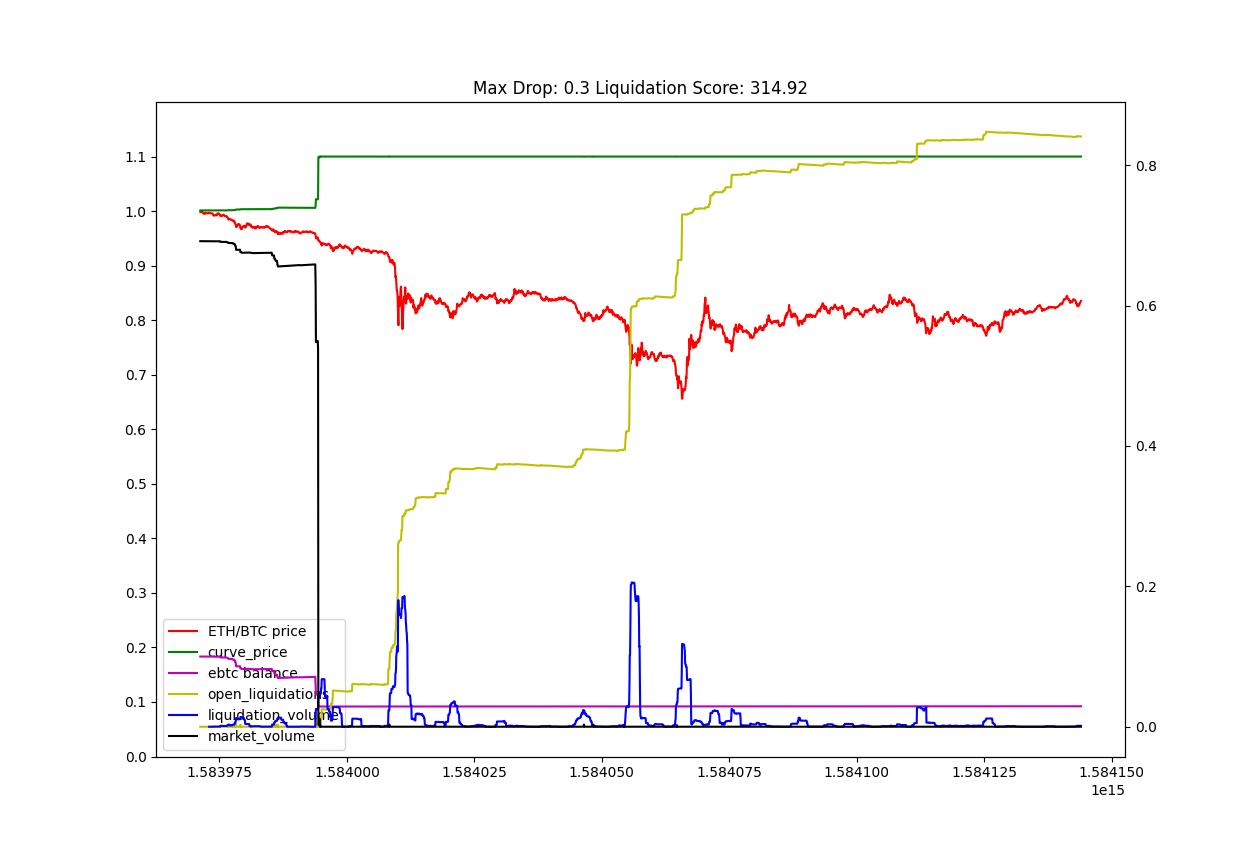 Max Drop: 0.3 Liquidation Score: 314.92
1.1
1.0
0.9
0.8
0.7
0.6
0.5
0.4
0.3
0.2
0.1
0.0
0.8
0.6
0.4
0.2
0.0
ETH/BTC price
curve_price
ebtc balance
open_liquidations
liquidation_volume
market_volume
1.583975 1.584000 1.584025 1.584050 1.584075 1.584100 1.584125 1.584150
1e15